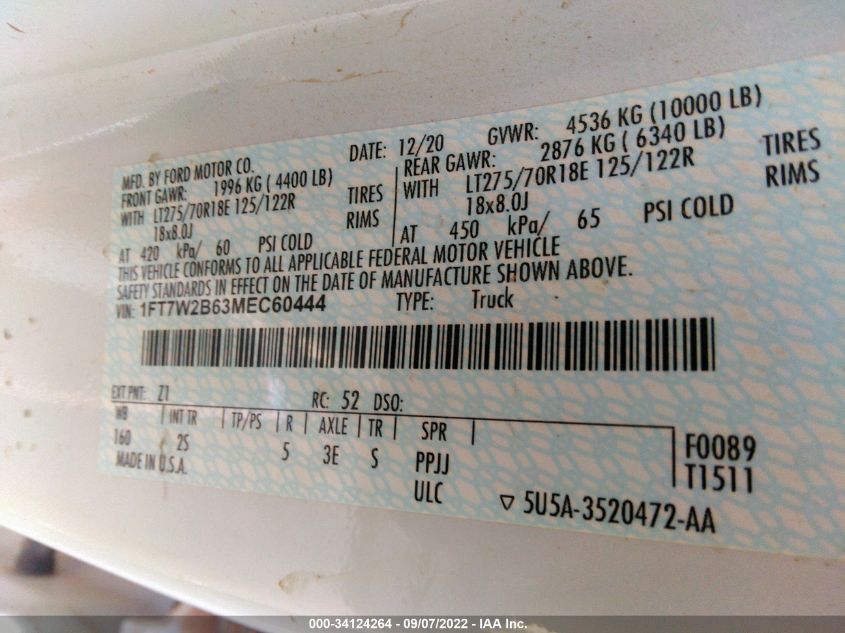 MFD. BY FORD MOTOR CO. DATE: 12/20 GVWR: 4536 KG (10000 LB)
FRONT GAWR: 1996 KG ( 4400 LB) REAR GAWR: 2876 KG ( 6340 LB)
WITH LT275/70R18E 125/122R TIRES WITH LT275/70R18E 125/122R TIRES
18x8.0J RIMS 18x8.0J RIMS
AT 420 kPa/ 60 PSI COLD AT 450 kPa/ 65 PSI COLD
THIS VEHICLE CONFORMS TO ALL APPLICABLE FEDERAL MOTOR VEHICLE
SAFETY STANDARDS IN EFFECT ON THE DATE OF MANUFACTURE SHOWN ABOVE.
VIN: 1FT7W2B63MEC60444 TYPE: Truck
EXT PNT: Z1 RC: 52 DSO:
WB INT TR TP/PS R AXLE TR SPR
160 2S 5 3E S PPJJ
MADE IN U.S.A. ULC
F0089
T1511
5U5A-3520472-AA
000-34124264 - 09/07/2022 - IAA Inc.